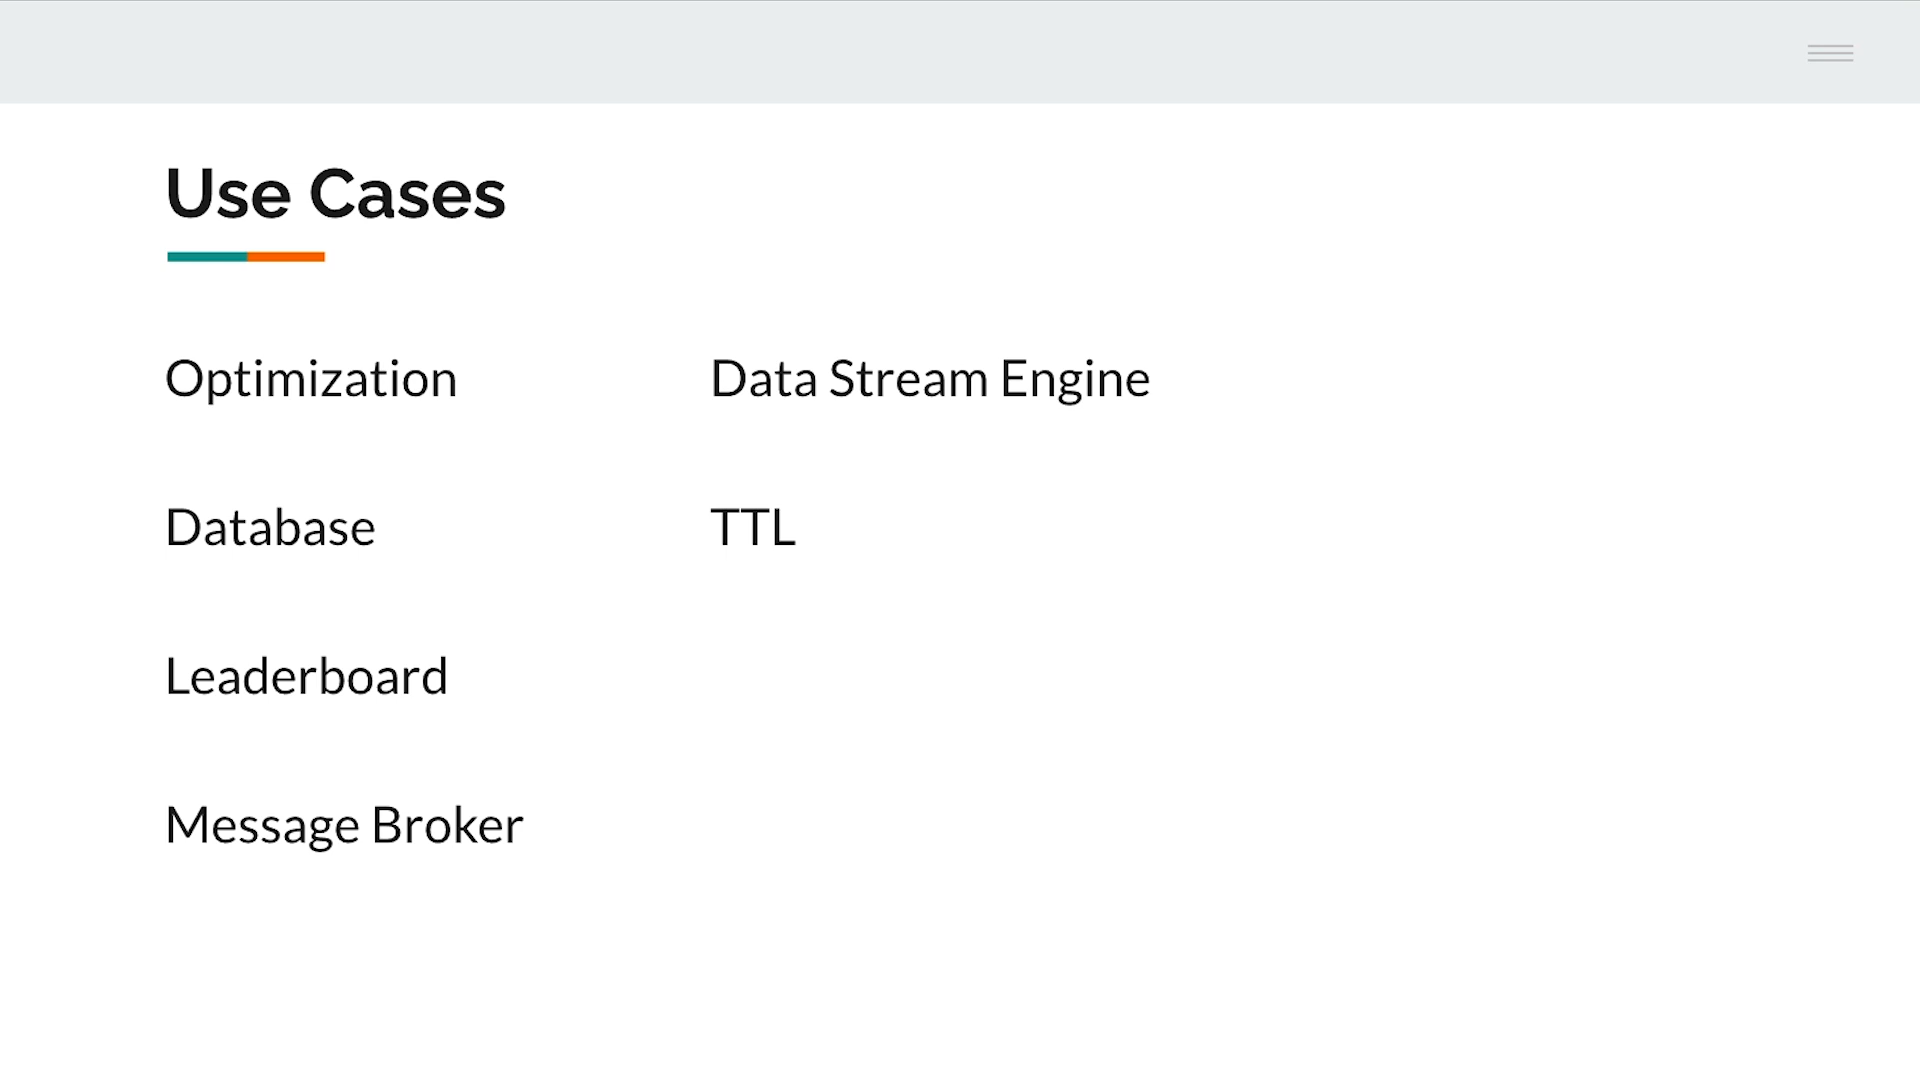 Use Cases
Optimization
Database
Leaderboard
Message Broker
Data Stream Engine
TTL